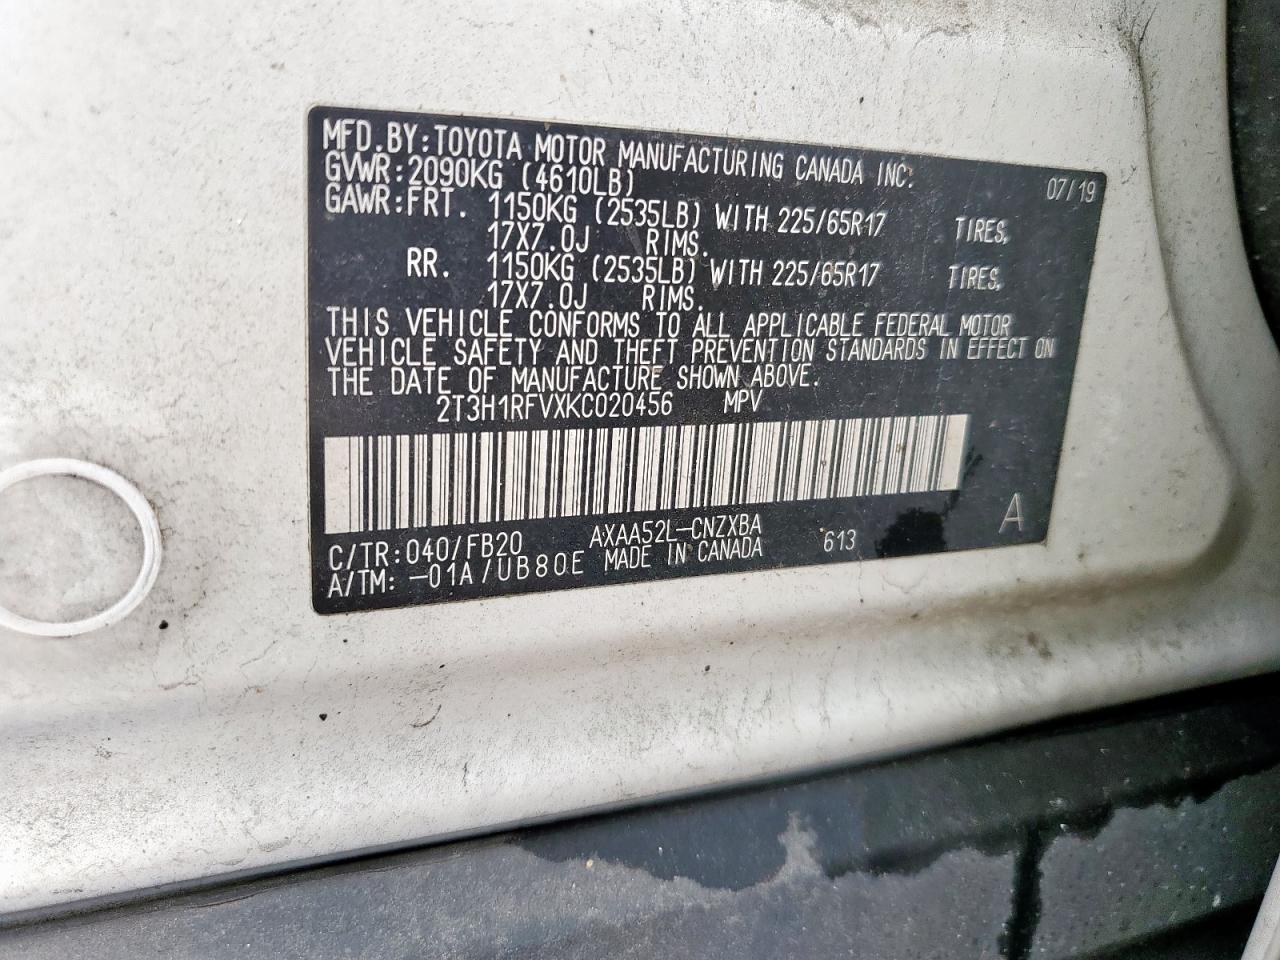 MFD.BY:TOYOTA MOTOR MANUFACTURING CANADA INC. 07/19
GVWR:2090KG (4610LB)
GAWR:FRT. 1150KG (2535LB) WITH 225/65R17 TIRES,
17X7.0J RIMS.
RR. 1150KG (2535LB) WITH 225/65R17 TIRES,
17X7.0J RIMS.
THIS VEHICLE CONFORMS TO ALL APPLICABLE FEDERAL MOTOR
VEHICLE SAFETY AND THEFT PREVENTION STANDARDS IN EFFECT ON
THE DATE OF MANUFACTURE SHOWN ABOVE.
2T3H1RFVXKC020456 MPV
C/TR:040/FB20 AXAA52L-CNZXBA 613 A
A/TM:-01A/UB80E MADE IN CANADA